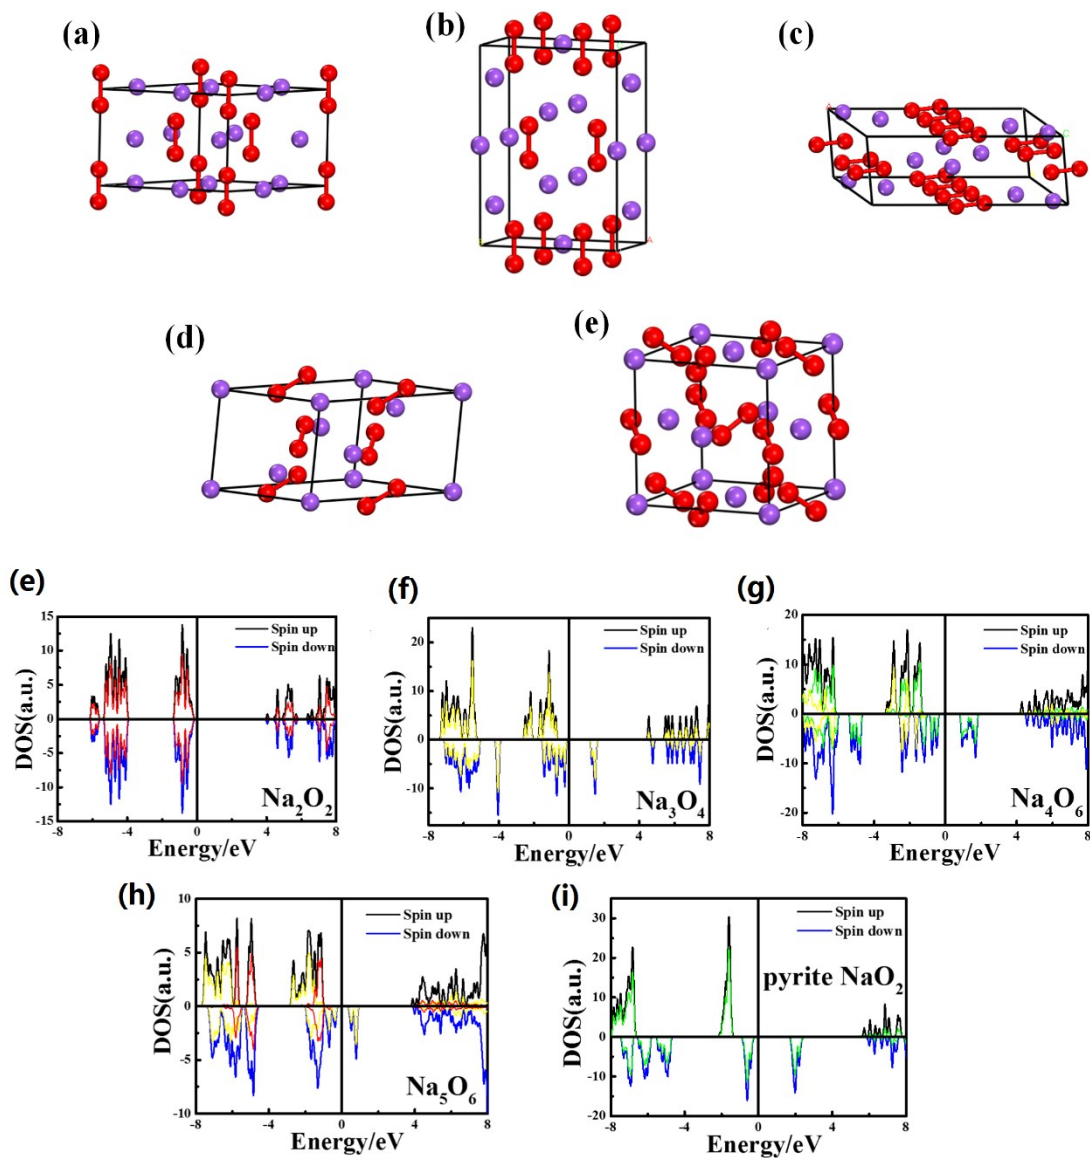 (a)
(b)
(c)
(d)
(e)
(e)
15
10
5
0
-5
-10
-15
DOS(a.u.)
Spin up
Spin down
Na₂O₂
-8 -4 0 4 8
Energy/eV
(f)
20
10
0
-10
DOS(a.u.)
Spin up
Spin down
Na₃O₄
-8 -4 0 4 8
Energy/eV
(g)
20
10
0
-10
-20
DOS(a.u.)
Spin up
Spin down
Na₄O₆
-8 -4 0 4 8
Energy/eV
(h)
10
5
0
-5
-10
DOS(a.u.)
Spin up
Spin down
Na₅O₆
-8 -4 0 4 8
Energy/eV
(i)
30
20
10
0
-10
-20
DOS(a.u.)
Spin up
Spin down
pyrite NaO₂
-8 -4 0 4 8
Energy/eV